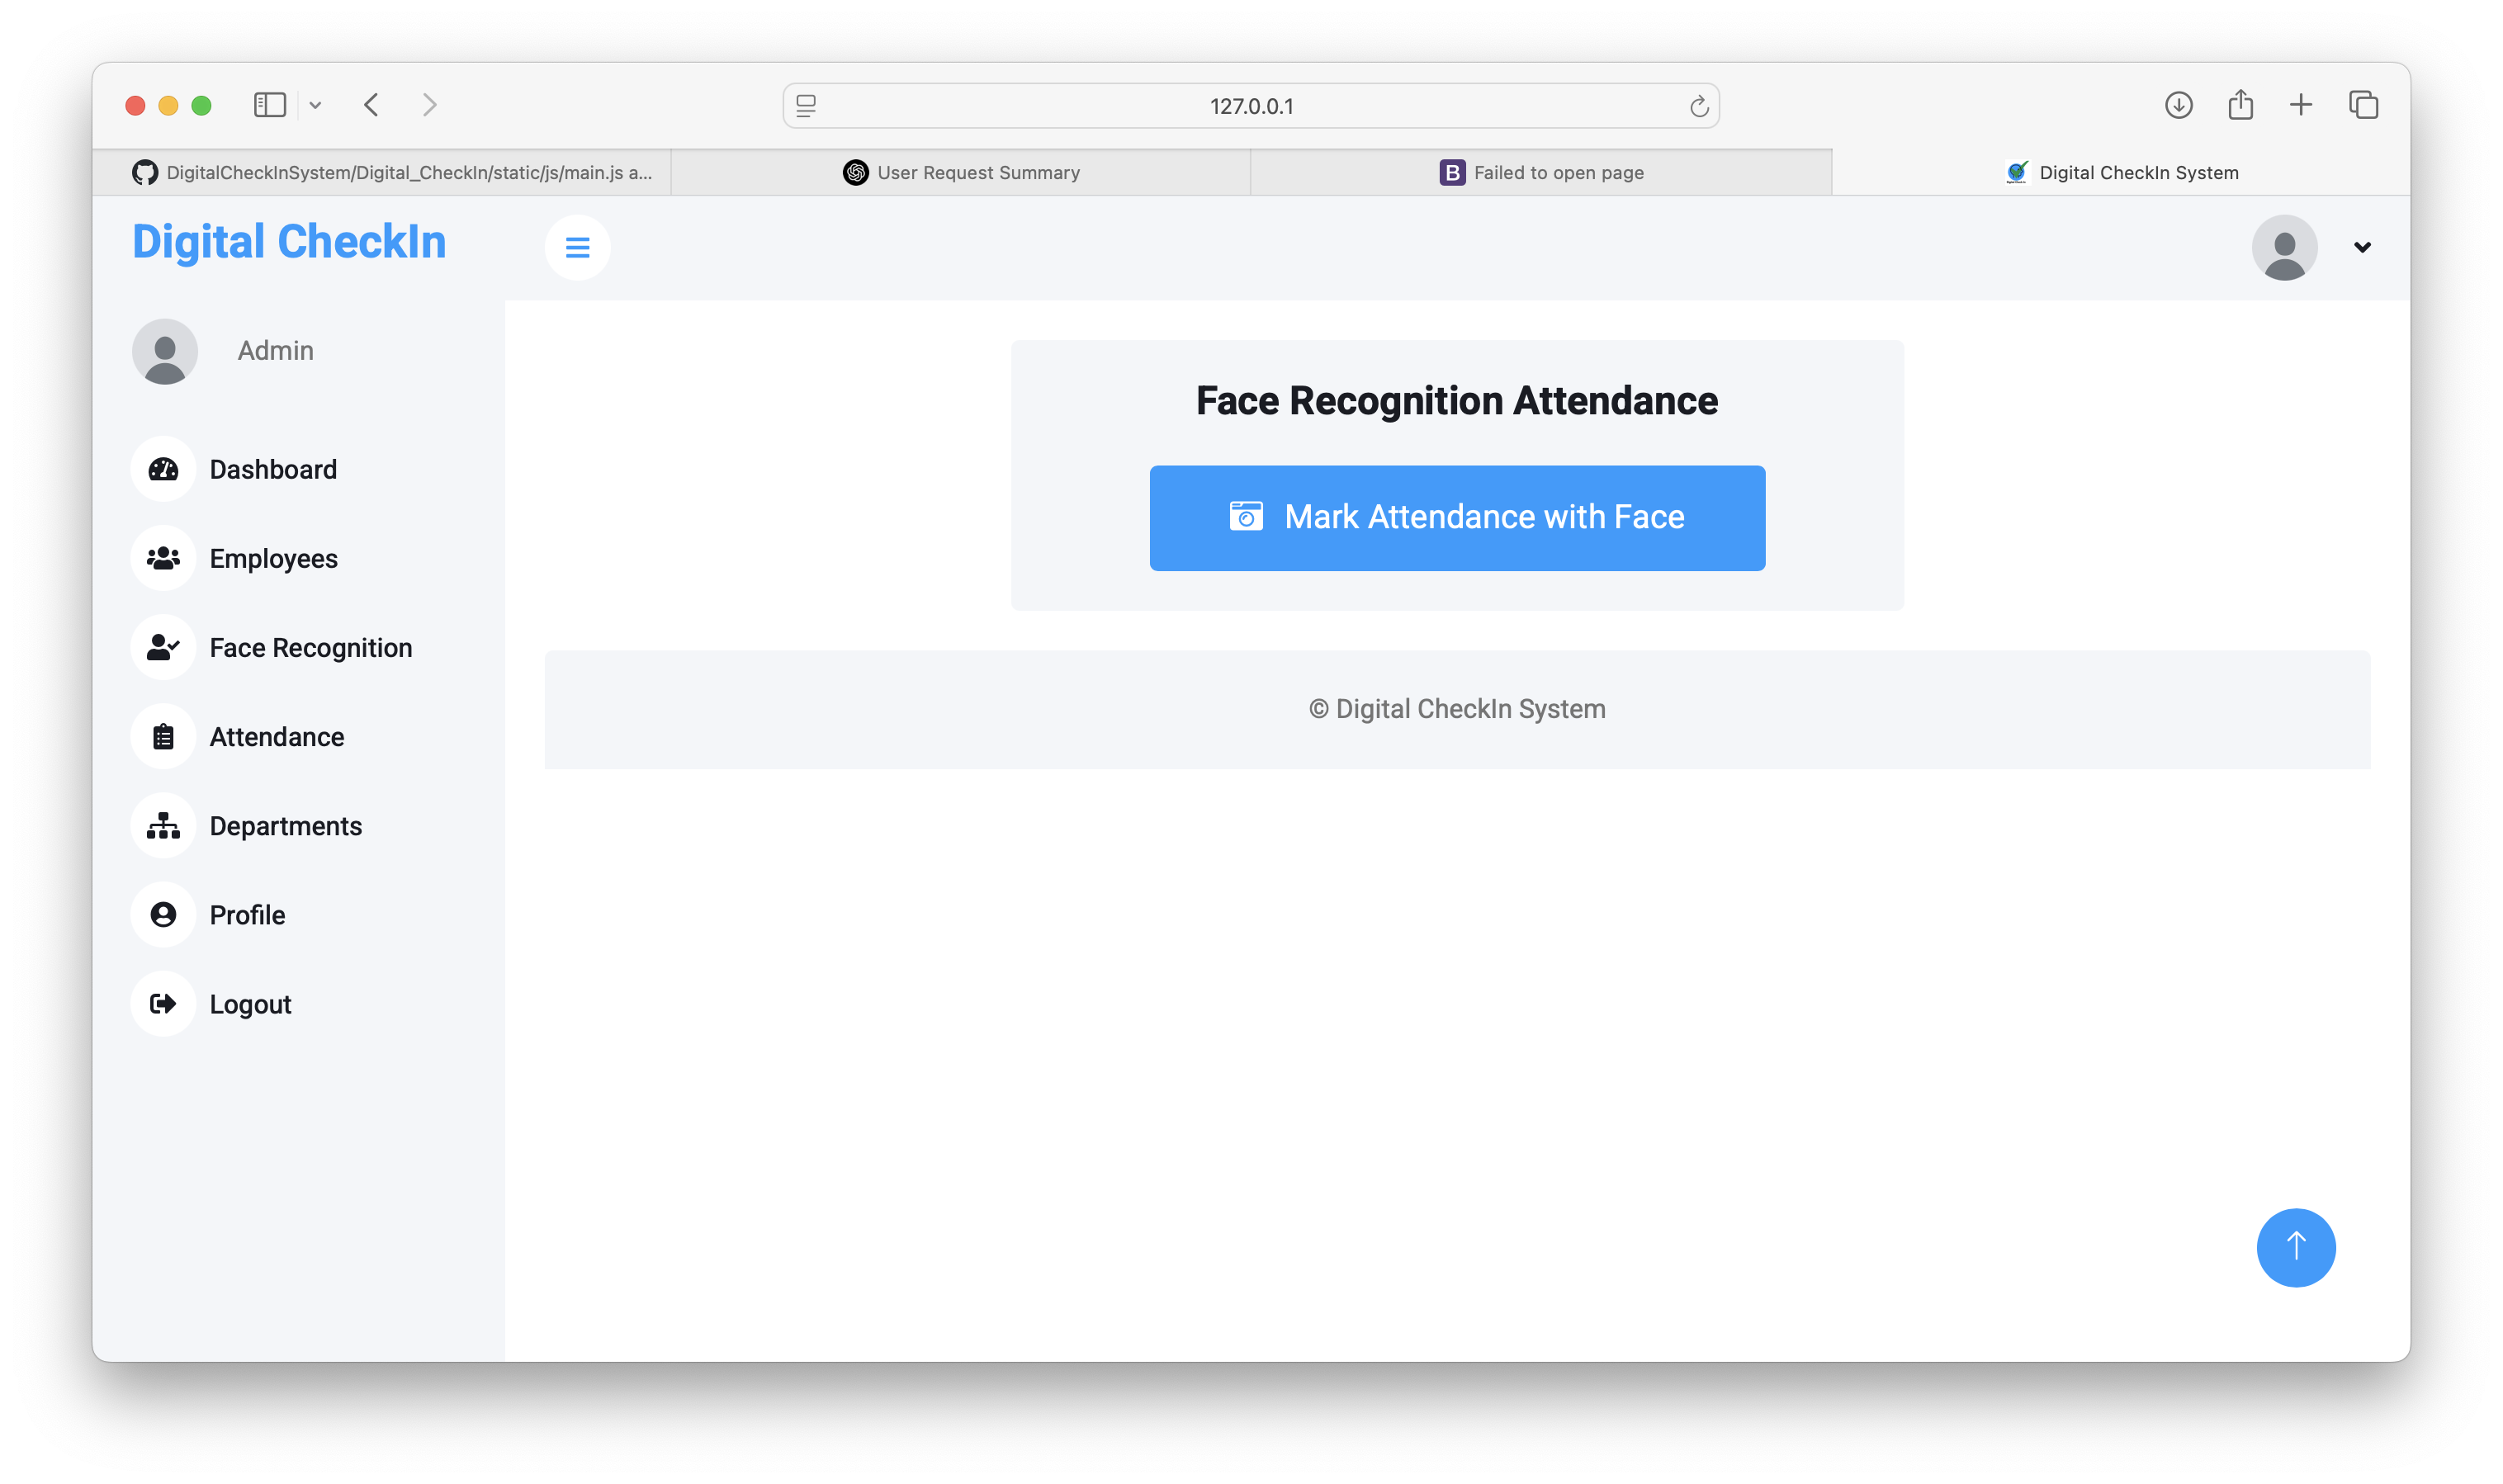 127.0.0.1
DigitalCheckInSystem/Digital_CheckIn/static/js/main.js a...
User Request Summary
B Failed to open page
Digital CheckIn System
Digital CheckIn
Admin
Face Recognition Attendance
Dashboard
Mark Attendance with Face
Employees
Face Recognition
Attendance
© Digital CheckIn System
Departments
Profile
Logout